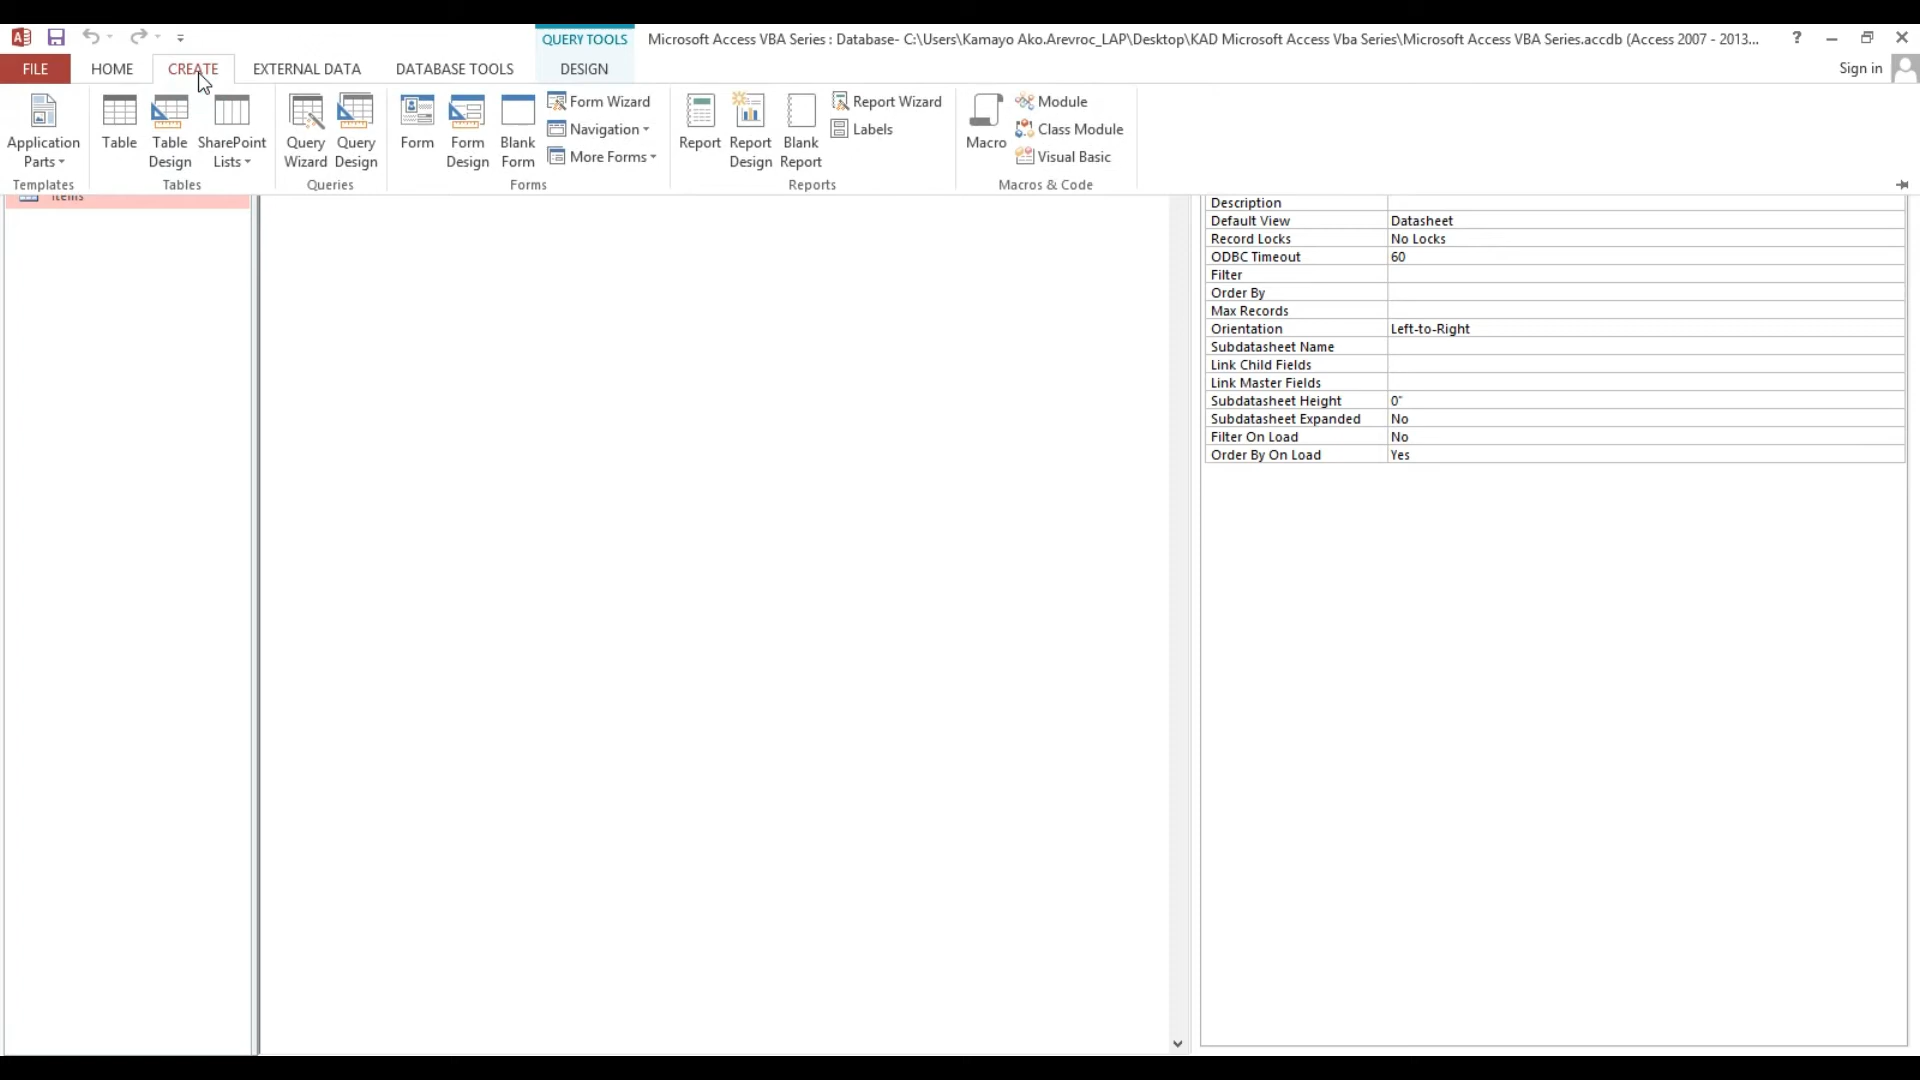 QUERY TOOLS
Microsoft Access VBA Series : Database- C:\Users\Kamayo Ako.Arevroc_LAP\Desktop\KAD Microsoft Access Vba Series\Microsoft Access VBA Series.accdb (Access 2007 - 2013...
?
FILE HOME CREATE EXTERNAL DATA DATABASE TOOLS DESIGN Sign in
Application Parts
Table
Table Design
SharePoint Lists
Query Wizard
Query Design
Form
Form Design
Blank Form
Form Wizard
Navigation
More Forms
Report
Report Design
Blank Report
Report Wizard
Labels
Macro
Module
Class Module
Visual Basic
Templates Tables Queries Forms Reports Macros & Code
Items
Description
Default View Datasheet
Record Locks No Locks
ODBC Timeout 60
Filter
Order By
Max Records
Orientation Left-to-Right
Subdatasheet Name
Link Child Fields
Link Master Fields
Subdatasheet Height 0"
Subdatasheet Expanded No
Filter On Load No
Order By On Load Yes